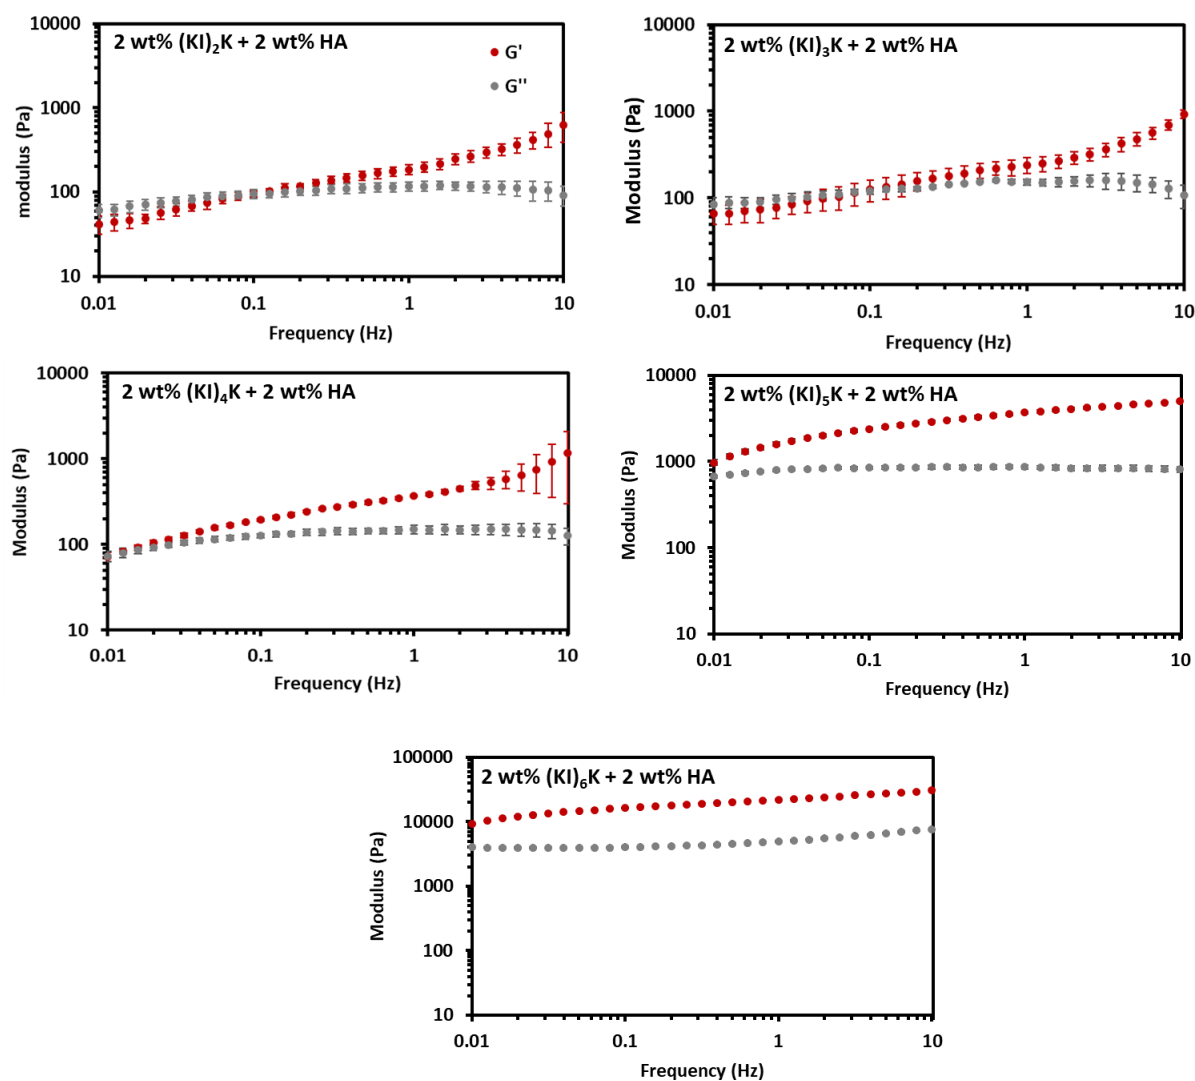 2 wt% (KI)₂K + 2 wt% HA
G'
G''
modulus (Pa)
10000
1000
100
10
0.01 0.1 1 10
Frequency (Hz)
2 wt% (KI)₃K + 2 wt% HA
Modulus (Pa)
10000
1000
100
10
0.01 0.1 1 10
Frequency (Hz)
2 wt% (KI)₄K + 2 wt% HA
Modulus (Pa)
10000
1000
100
10
0.01 0.1 1 10
Frequency (Hz)
2 wt% (KI)₅K + 2 wt% HA
Modulus (Pa)
10000
1000
100
10
0.01 0.1 1 10
Frequency (Hz)
2 wt% (KI)₆K + 2 wt% HA
Modulus (Pa)
100000
10000
1000
100
10
0.01 0.1 1 10
Frequency (Hz)